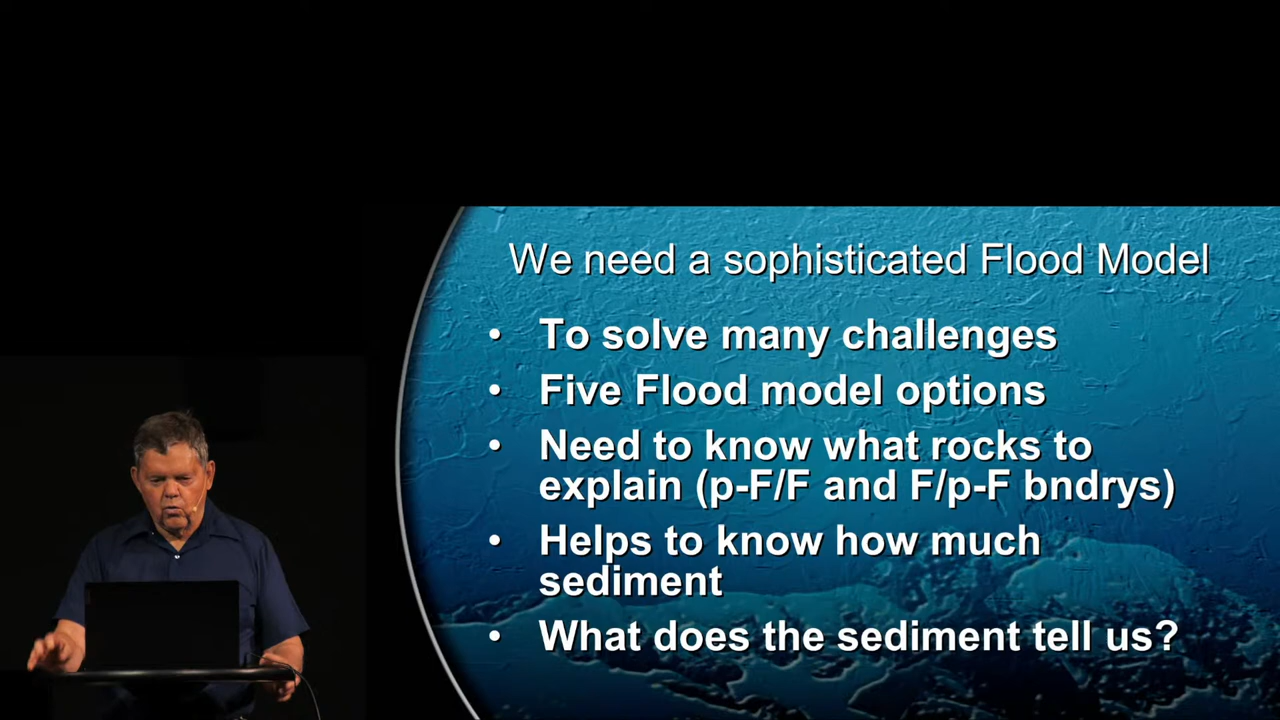 We need a sophisticated Flood Model
• To solve many challenges
• Five Flood model options
• Need to know what rocks to
explain (p-F/F and F/p-F bndrys)
• Helps to know how much
sediment
• What does the sediment tell us?